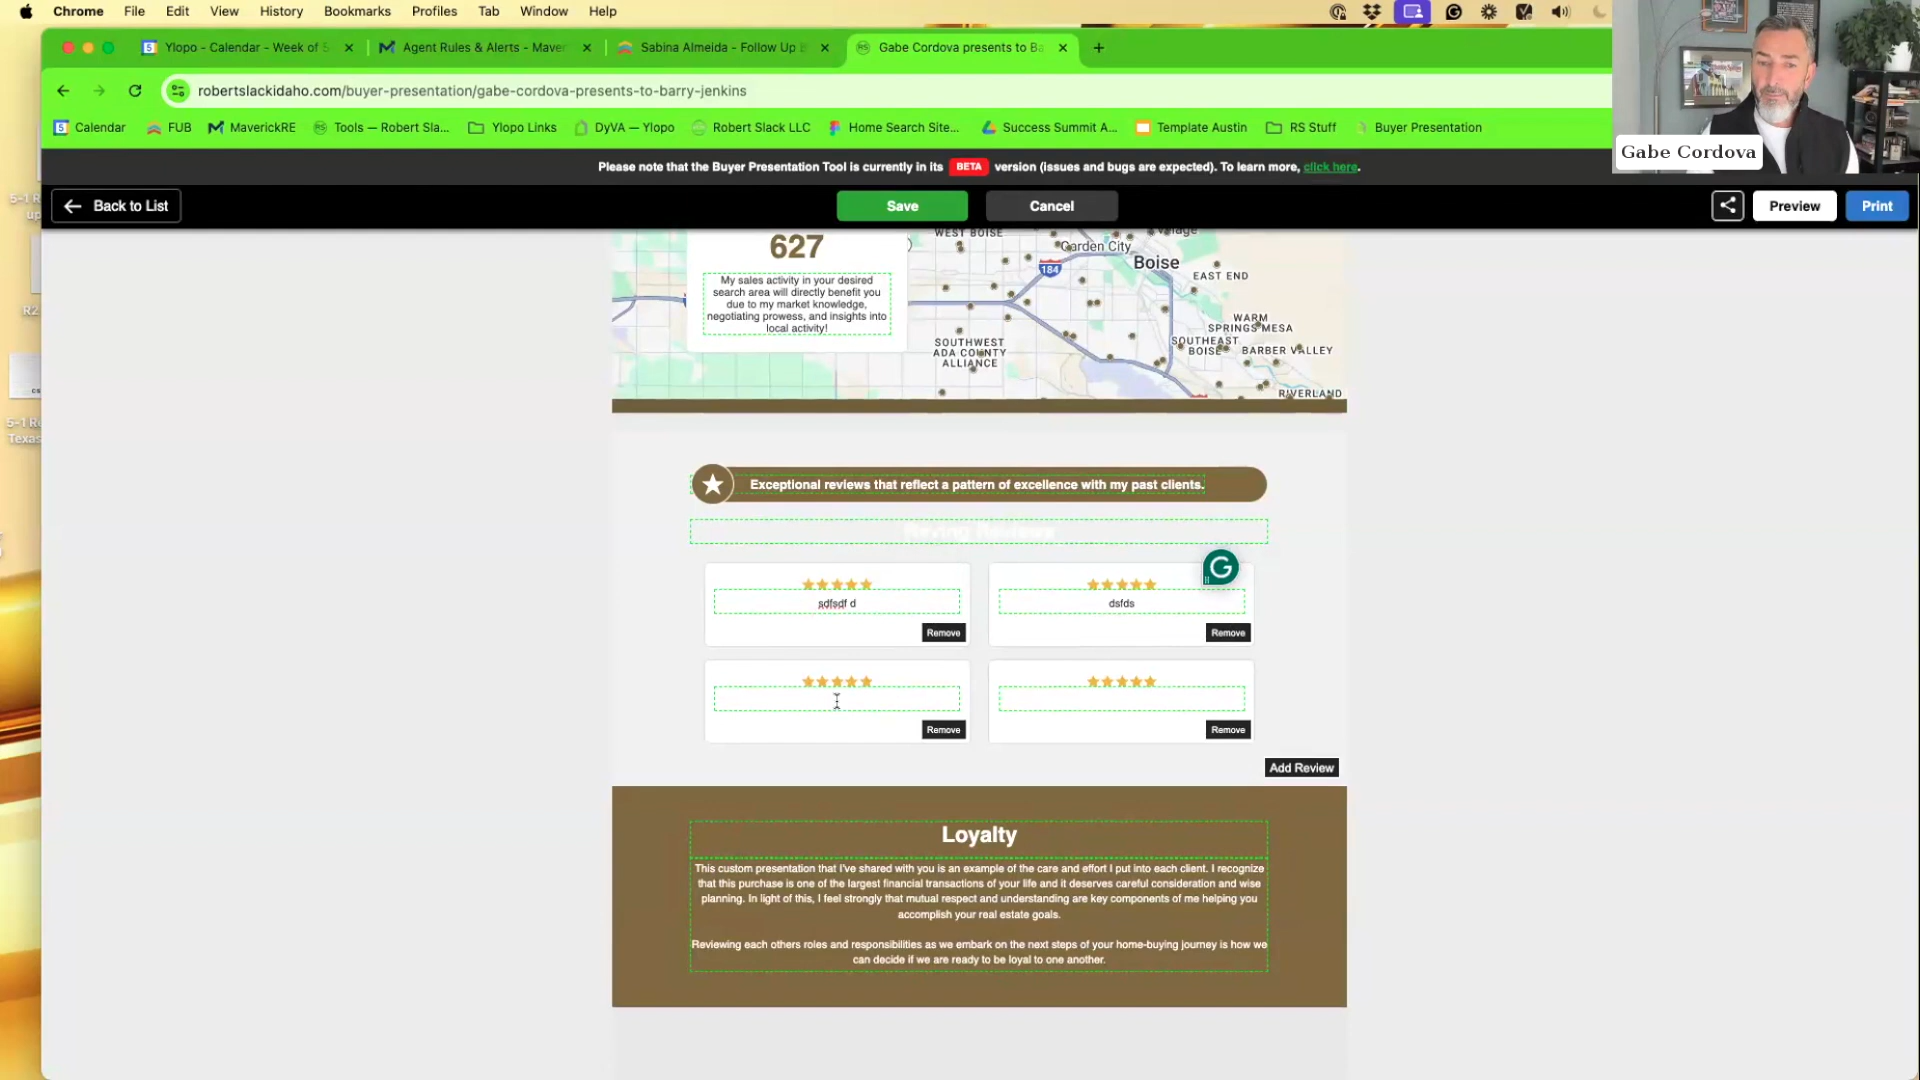 Chrome File Edit View History Bookmarks Profiles Tab Window Help
Ylopo - Calendar - Week of S
Agent Rules & Alerts - Maver
Sabina Almeida - Follow Up B
Gabe Cordova presents to Ba
robertslackidaho.com/buyer-presentation/gabe-cordova-presents-to-barry-jenkins
Calendar FUB MaverickRE Tools — Robert Sla... Ylopo Links DyVA — Ylopo Robert Slack LLC Home Search Site... Success Summit A... Template Austin RS Stuff Buyer Presentation
Gabe Cordova
Please note that the Buyer Presentation Tool is currently in its BETA version (issues and bugs are expected). To learn more, click here.
Back to List
Save
Cancel
Preview
Print
627
My sales activity in your desired
search area will directly benefit you
due to my market knowledge,
negotiating prowess, and insights into
local activity!
WEST BOISE
Village
Garden City
184
Boise
EAST END
WARM
SPRINGS MESA
SOUTHWEST
ADA COUNTY
ALLIANCE
SOUTHEAST
BOISE
BARBER VALLEY
RIVERLAND
Exceptional reviews that reflect a pattern of excellence with my past clients.
sdfsdf d
Remove
dsfds
Remove
Remove
Remove
Add Review
Loyalty
This custom presentation that I've shared with you is an example of the care and effort I put into each client. I recognize
that this purchase is one of the largest financial transactions of your life and it deserves careful consideration and wise
planning. In light of this, I feel strongly that mutual respect and understanding are key components of me helping you
accomplish your real estate goals.
Reviewing each others roles and responsibilities as we embark on the next steps of your home-buying journey is how we
can decide if we are ready to be loyal to one another.